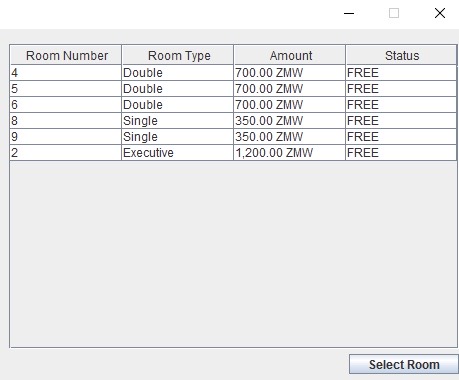 Room Number Room Type Amount Status
4 Double 700.00 ZMW FREE
5 Double 700.00 ZMW FREE
6 Double 700.00 ZMW FREE
8 Single 350.00 ZMW FREE
9 Single 350.00 ZMW FREE
2 Executive 1,200.00 ZMW FREE
Select Room